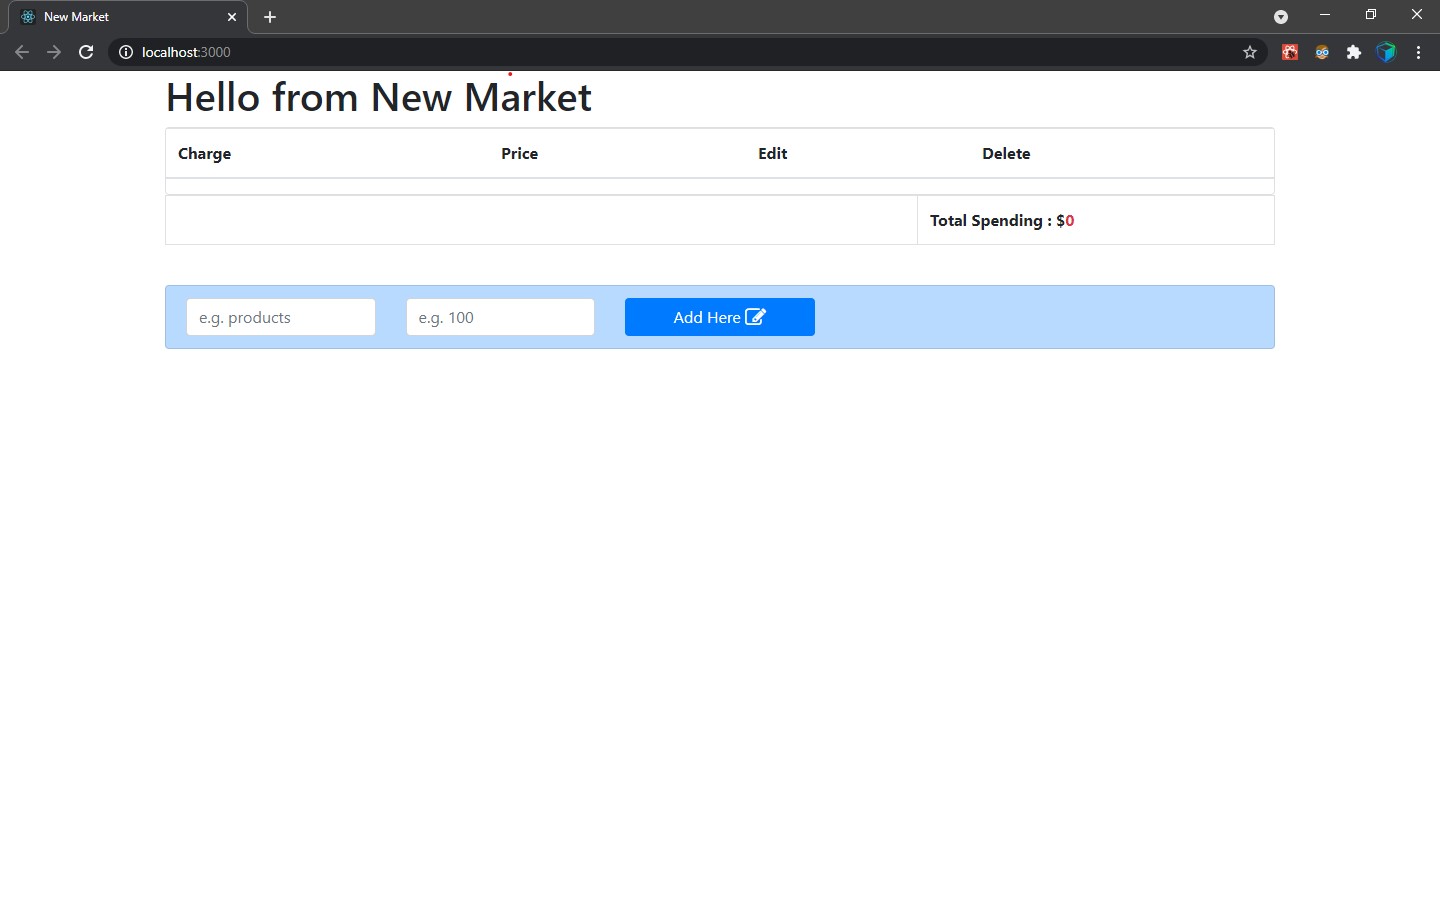 New Market
localhost:3000
Hello from New Market
Charge Price Edit Delete
Total Spending : $0
e.g. products e.g. 100 Add Here